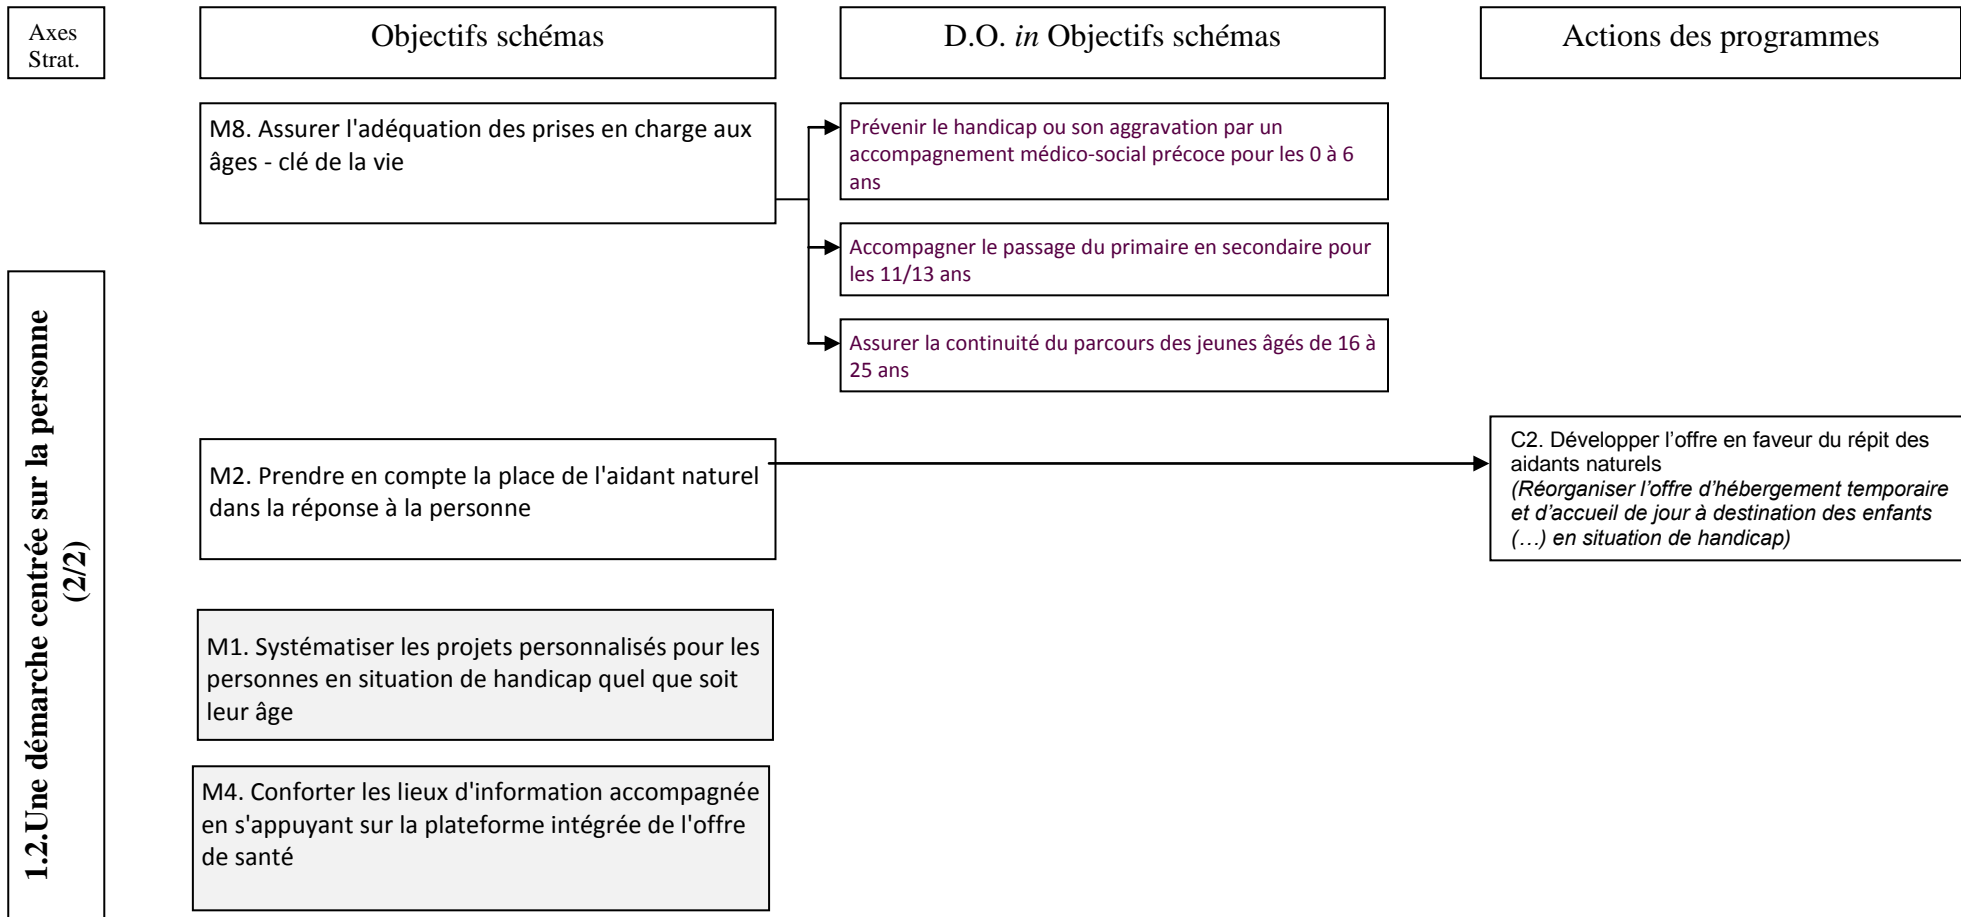 Axes
Strat.
Objectifs schémas
D.O. in Objectifs schémas
Actions des programmes
M8. Assurer l'adéquation des prises en charge aux
âges - clé de la vie
Prévenir le handicap ou son aggravation par un
accompagnement médico-social précoce pour les 0 à 6
ans
Accompagner le passage du primaire en secondaire pour
les 11/13 ans
Assurer la continuité du parcours des jeunes âgés de 16 à
25 ans
1.2.Une démarche centrée sur la personne
(2/2)
M2. Prendre en compte la place de l'aidant naturel
dans la réponse à la personne
C2. Développer l’offre en faveur du répit des
aidants naturels
(Réorganiser l’offre d’hébergement temporaire
et d’accueil de jour à destination des enfants
(…) en situation de handicap)
M1. Systématiser les projets personnalisés pour les
personnes en situation de handicap quel que soit
leur âge
M4. Conforter les lieux d'information accompagnée
en s'appuyant sur la plateforme intégrée de l'offre
de santé